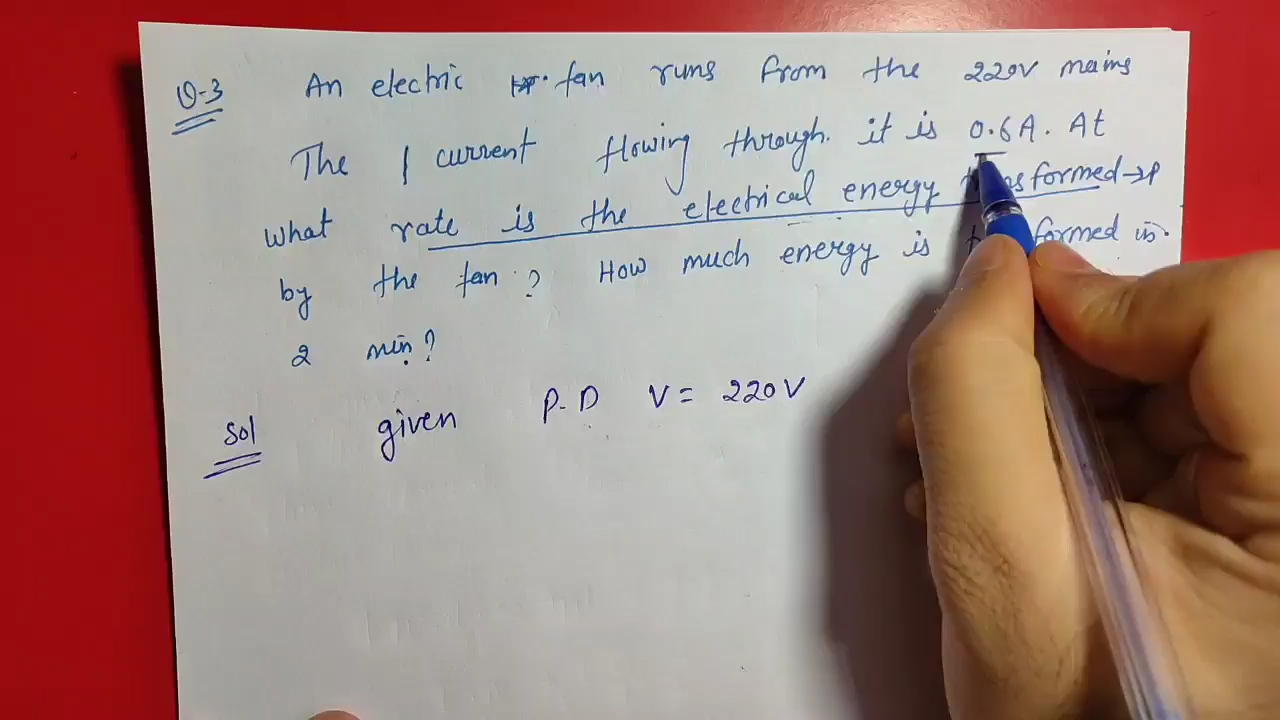 Q-3 An electric fan runs from the 220V mains
The current flowing through. it is 0.6A. At
What rate is the electrical energy formed → P
by the fan? How much energy is formed in
2 min?
Sol given P.D V = 220V